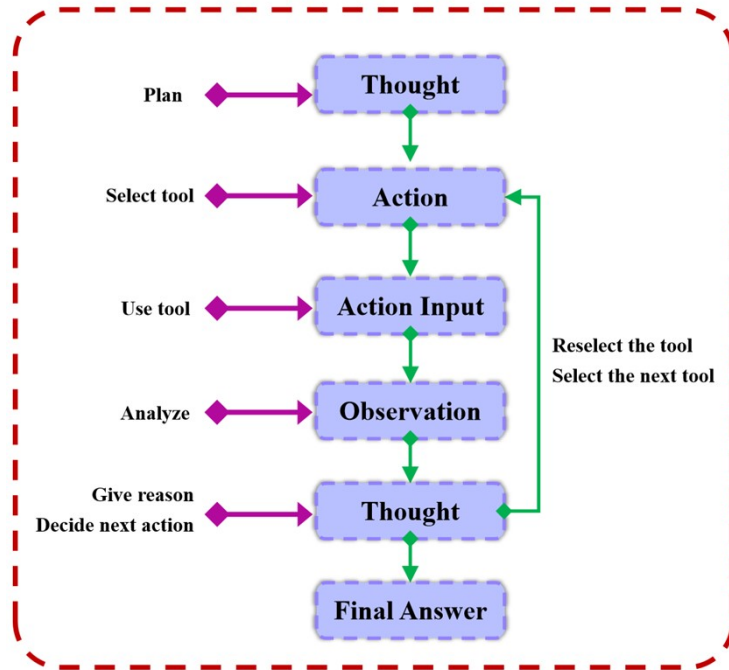 Plan
Thought
Select tool
Action
Use tool
Action Input
Reselect the tool
Select the next tool
Analyze
Observation
Give reason
Decide next action
Thought
Final Answer